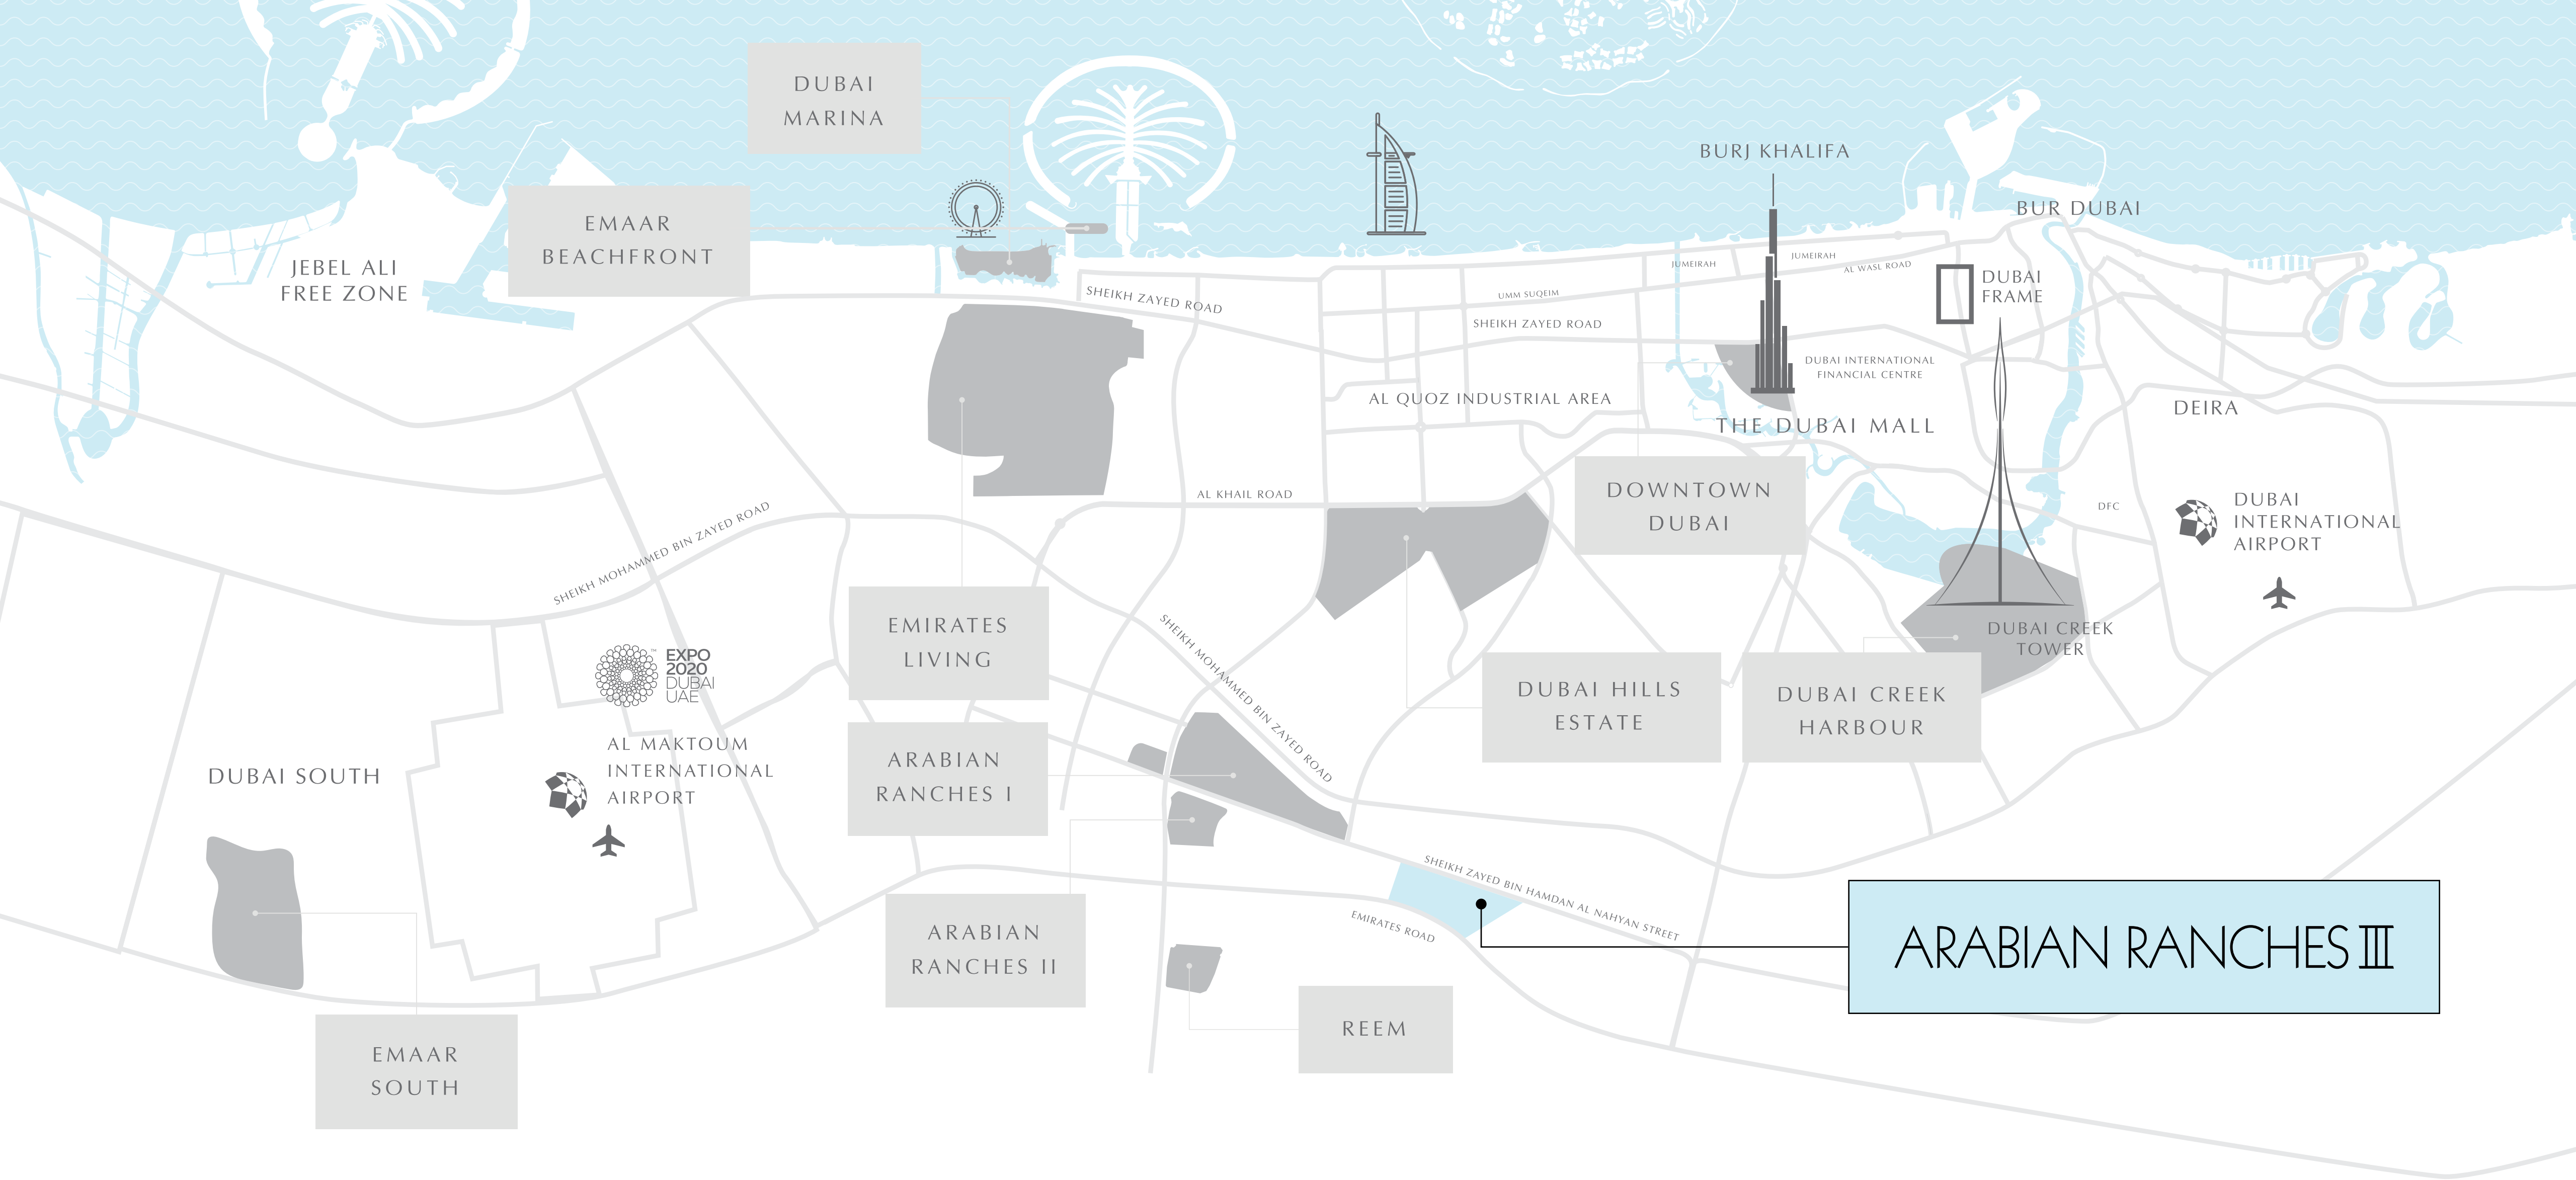 DUBAI
MARINA
BURJ KHALIFA
EMAAR
BEACHFRONT
BUR DUBAI
JEBEL ALI
FREE ZONE
JUMEIRAH
JUMEIRAH
AL WASL ROAD
DUBAI
FRAME
SHEIKH ZAYED ROAD
UMM SUQEIM
SHEIKH ZAYED ROAD
DUBAI INTERNATIONAL
FINANCIAL CENTRE
AL QUOZ INDUSTRIAL AREA
DEIRA
THE DUBAI MALL
AL KHAIL ROAD
DOWNTOWN
DUBAI
DFC
DUBAI
INTERNATIONAL
AIRPORT
SHEIKH MOHAMMED BIN ZAYED ROAD
EMIRATES
LIVING
SHEIKH MOHAMMED BIN ZAYED ROAD
DUBAI CREEK
TOWER
EXPO
2020
DUBAI
UAE
™
DUBAI HILLS
ESTATE
DUBAI CREEK
HARBOUR
AL MAKTOUM
INTERNATIONAL
AIRPORT
DUBAI SOUTH
ARABIAN
RANCHES I
SHEIKH ZAYED BIN HAMDAN AL NAHYAN STREET
EMIRATES ROAD
ARABIAN
RANCHES II
ARABIAN RANCHES III
REEM
EMAAR
SOUTH